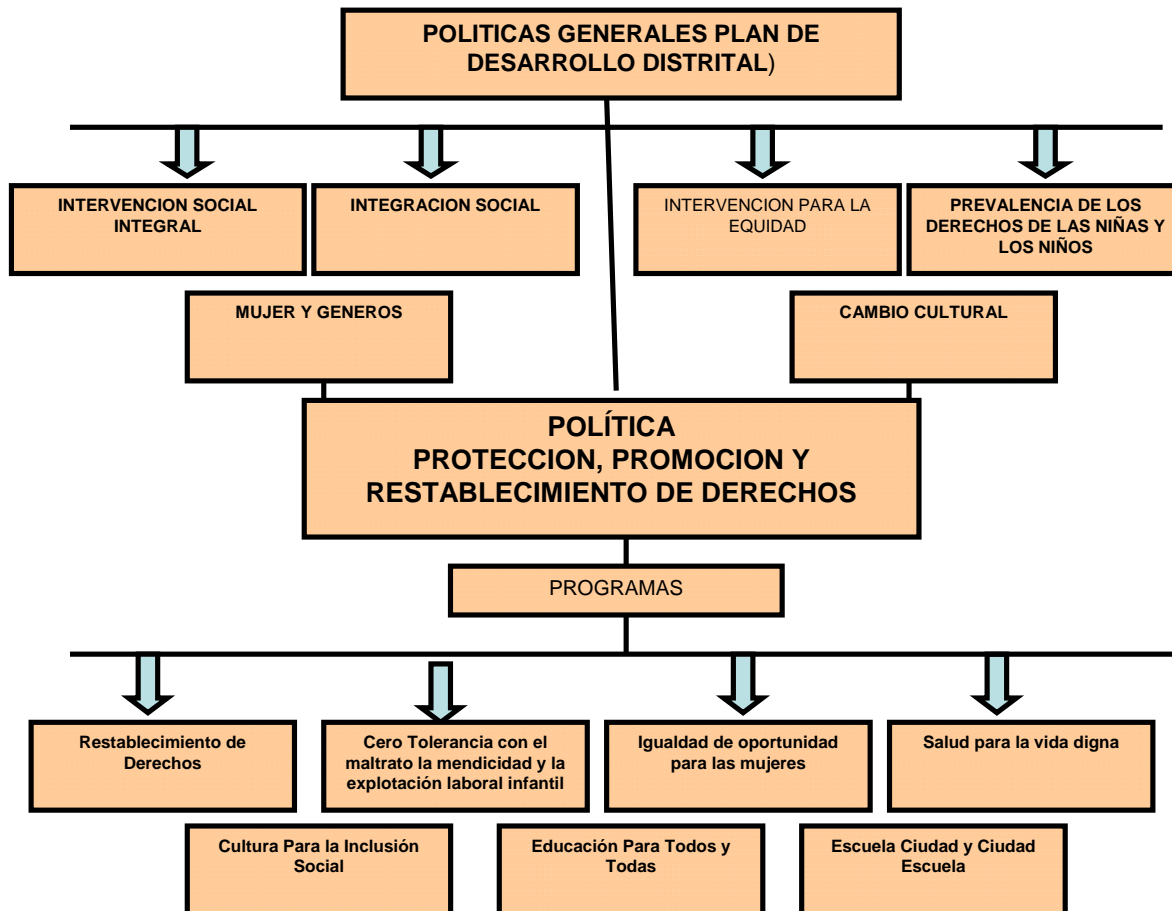 POLITICAS GENERALES PLAN DE
DESARROLLO DISTRITAL)
INTERVENCION SOCIAL
INTEGRAL
INTEGRACION SOCIAL
INTERVENCION PARA LA
EQUIDAD
PREVALENCIA DE LOS
DERECHOS DE LAS NIÑAS Y
LOS NIÑOS
MUJER Y GENEROS
CAMBIO CULTURAL
POLÍTICA
PROTECCION, PROMOCION Y
RESTABLECIMIENTO DE DERECHOS
PROGRAMAS
Restablecimiento de
Derechos
Cero Tolerancia con el
maltrato la mendicidad y la
explotación laboral infantil
Igualdad de oportunidad
para las mujeres
Salud para la vida digna
Cultura Para la Inclusión
Social
Educación Para Todos y
Todas
Escuela Ciudad y Ciudad
Escuela